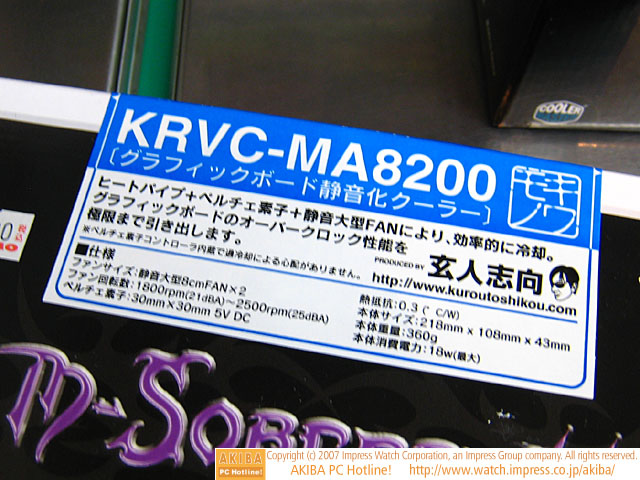 COOLER
KRVC-MA8200
［グラフィックボード静音化クーラー］
キワモノ
ヒートパイプ+ペルチェ素子+静音大型FANにより、効率的に冷却。
グラフィックボードのオーバークロック性能を
極限まで引き出します。
※ペルチェ素子コントローラ内蔵で過冷却による心配がありません。
PRODUCED BY 玄人志向
http://www.kuroutoshikou.com
■仕様
ファンサイズ:静音大型8cmFAN×2
ファン回転数:1800rpm(21dBA)~2500rpm(25dBA)
ペルチェ素子:30mm×30mm 5V DC
熱抵抗:0.3(° C/W)
本体サイズ:218mm×108mm×43mm
本体重量:360g
本体消費電力:18w(最大)
AKIBA
PC Hotline!
Copyright (c) 2007 Impress Watch Corporation, an Impress Group company. All rights reserved.
AKIBA PC Hotline! http://www.watch.impress.co.jp/akiba/